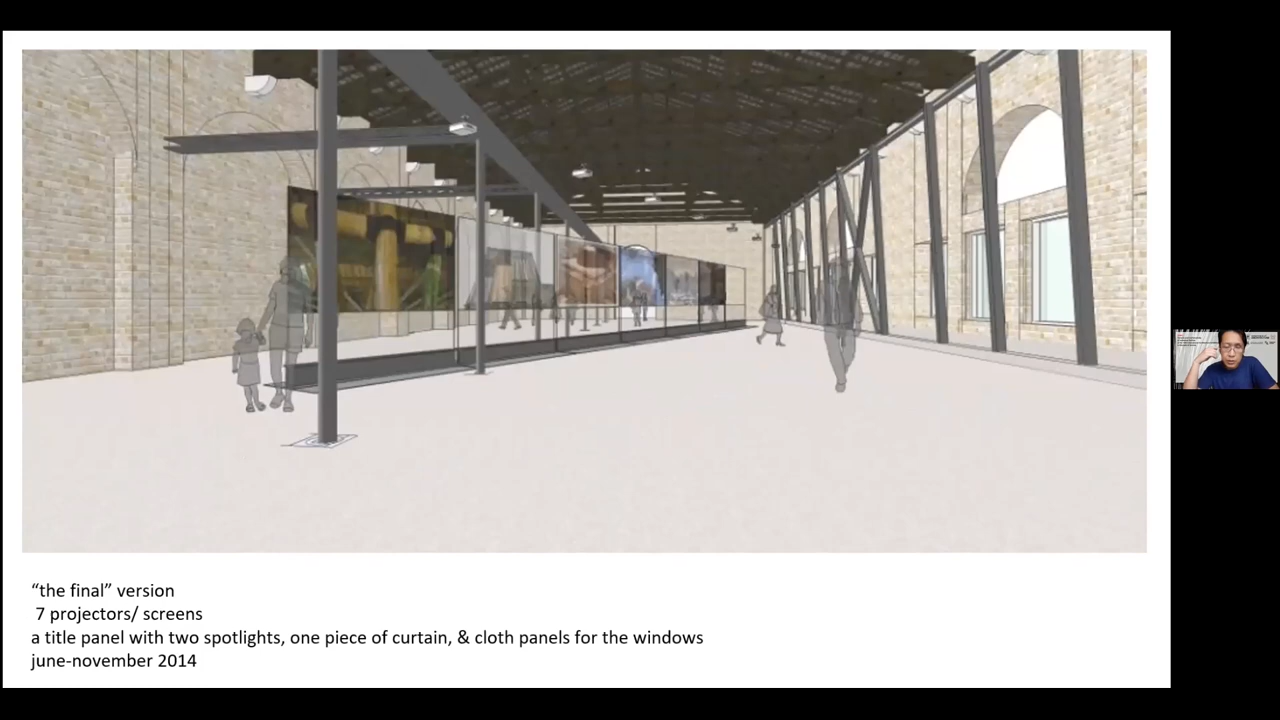 “the final” version
7 projectors/ screens
a title panel with two spotlights, one piece of curtain, & cloth panels for the windows
june-november 2014